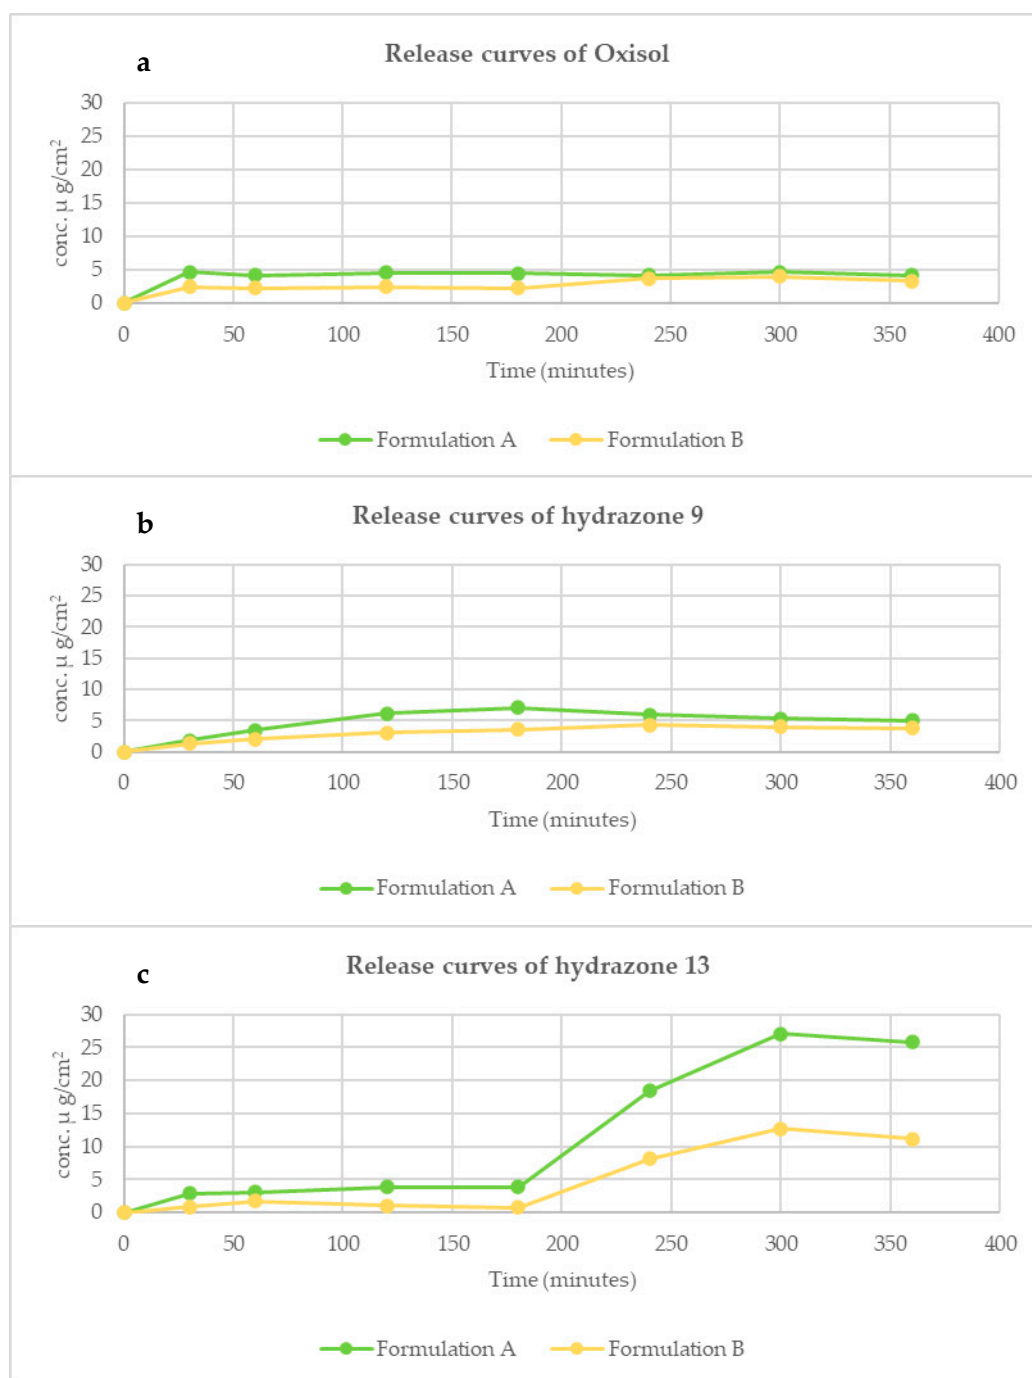 a
Release curves of Oxisol
30
25
20
15
10
5
0
conc. µ g/cm²
0 50 100 150 200 250 300 350 400
Time (minutes)
Formulation A Formulation B
b
Release curves of hydrazone 9
30
25
20
15
10
5
0
conc. µ g/cm²
0 50 100 150 200 250 300 350 400
Time (minutes)
Formulation A Formulation B
c
Release curves of hydrazone 13
30
25
20
15
10
5
0
conc. µ g/cm²
0 50 100 150 200 250 300 350 400
Time (minutes)
Formulation A Formulation B